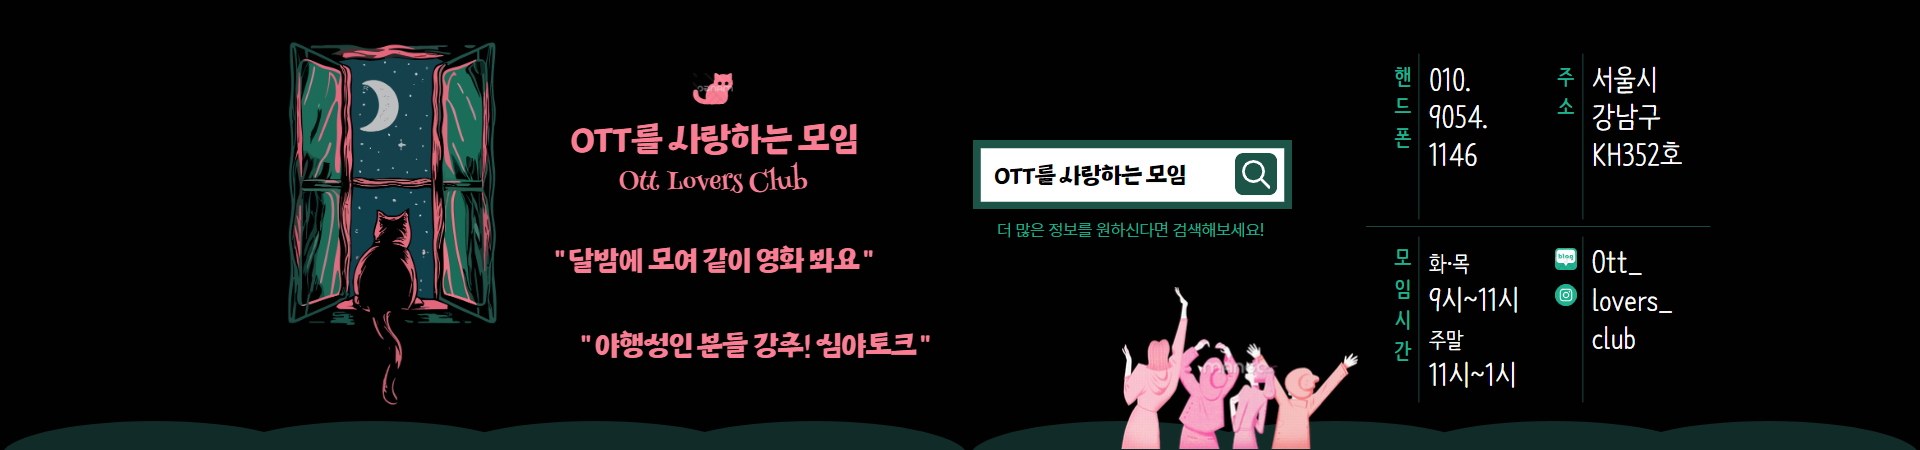 OTT를 사랑하는 모임
Ott Lovers Club
"달밤에 모여 같이 영화 봐요"
"야행성인 분들 강추! 심야토크"
OTT를 사랑하는 모임
더 많은 정보를 원하신다면 검색해보세요!
핸드폰
010.
9054.
1146
주소
서울시
강남구
KH352호
모임시간
화·목
9시~11시
주말
11시~1시
blog
Ott_
lovers_
club